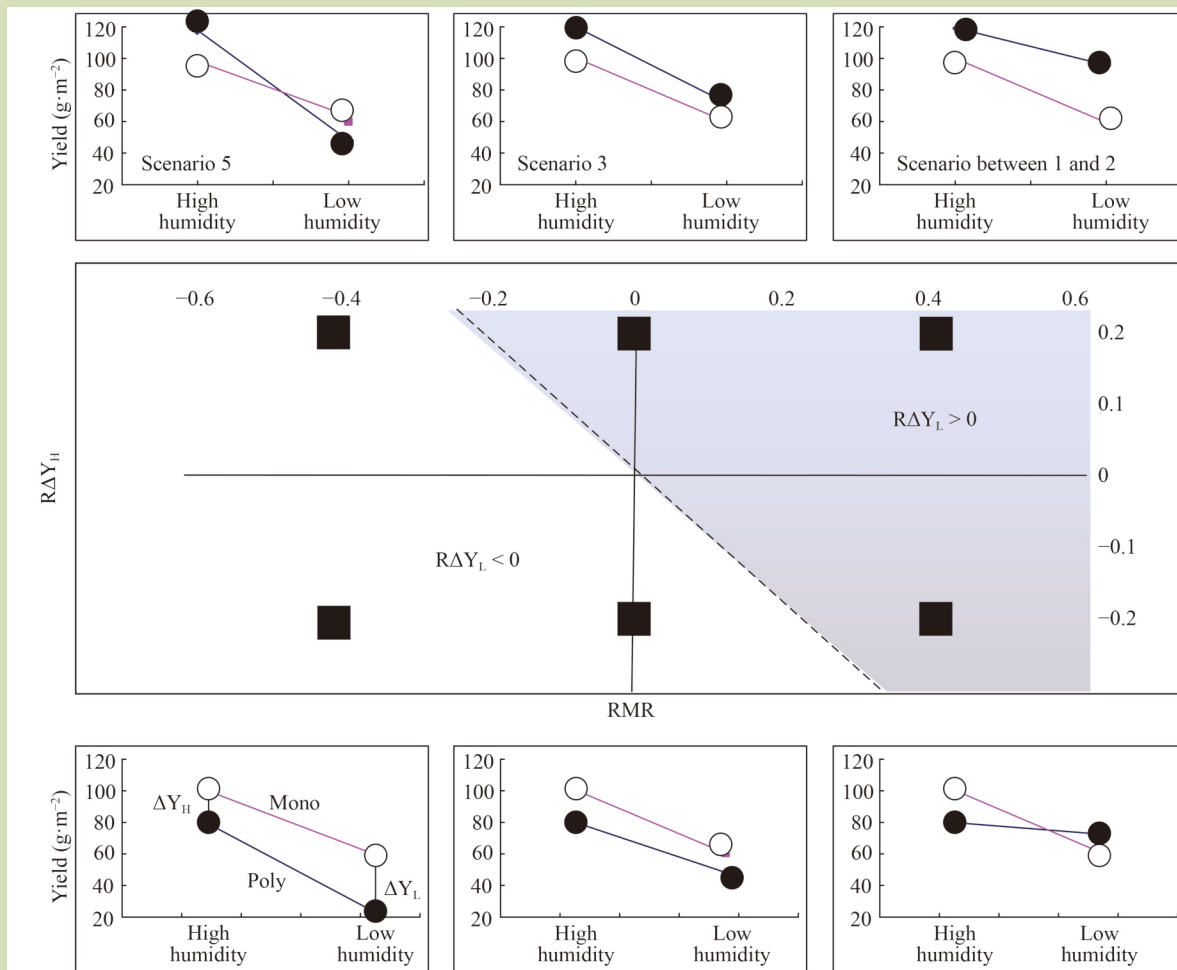 120
100
80
60
40
20
Yield (g·m⁻²)
Scenario 5
High
humidity
Low
humidity
120
100
80
60
40
20
Scenario 3
High
humidity
Low
humidity
120
100
80
60
40
20
Scenario between 1 and 2
High
humidity
Low
humidity
−0.6 −0.4 −0.2 0 0.2 0.4 0.6
0.2
0.1
0
−0.1
−0.2
RΔY_H
RΔY_L > 0
RΔY_L < 0
RMR
120
100
80
60
40
20
Yield (g·m⁻²)
ΔY_H
Mono
Poly
ΔY_L
High
humidity
Low
humidity
120
100
80
60
40
20
High
humidity
Low
humidity
120
100
80
60
40
20
High
humidity
Low
humidity